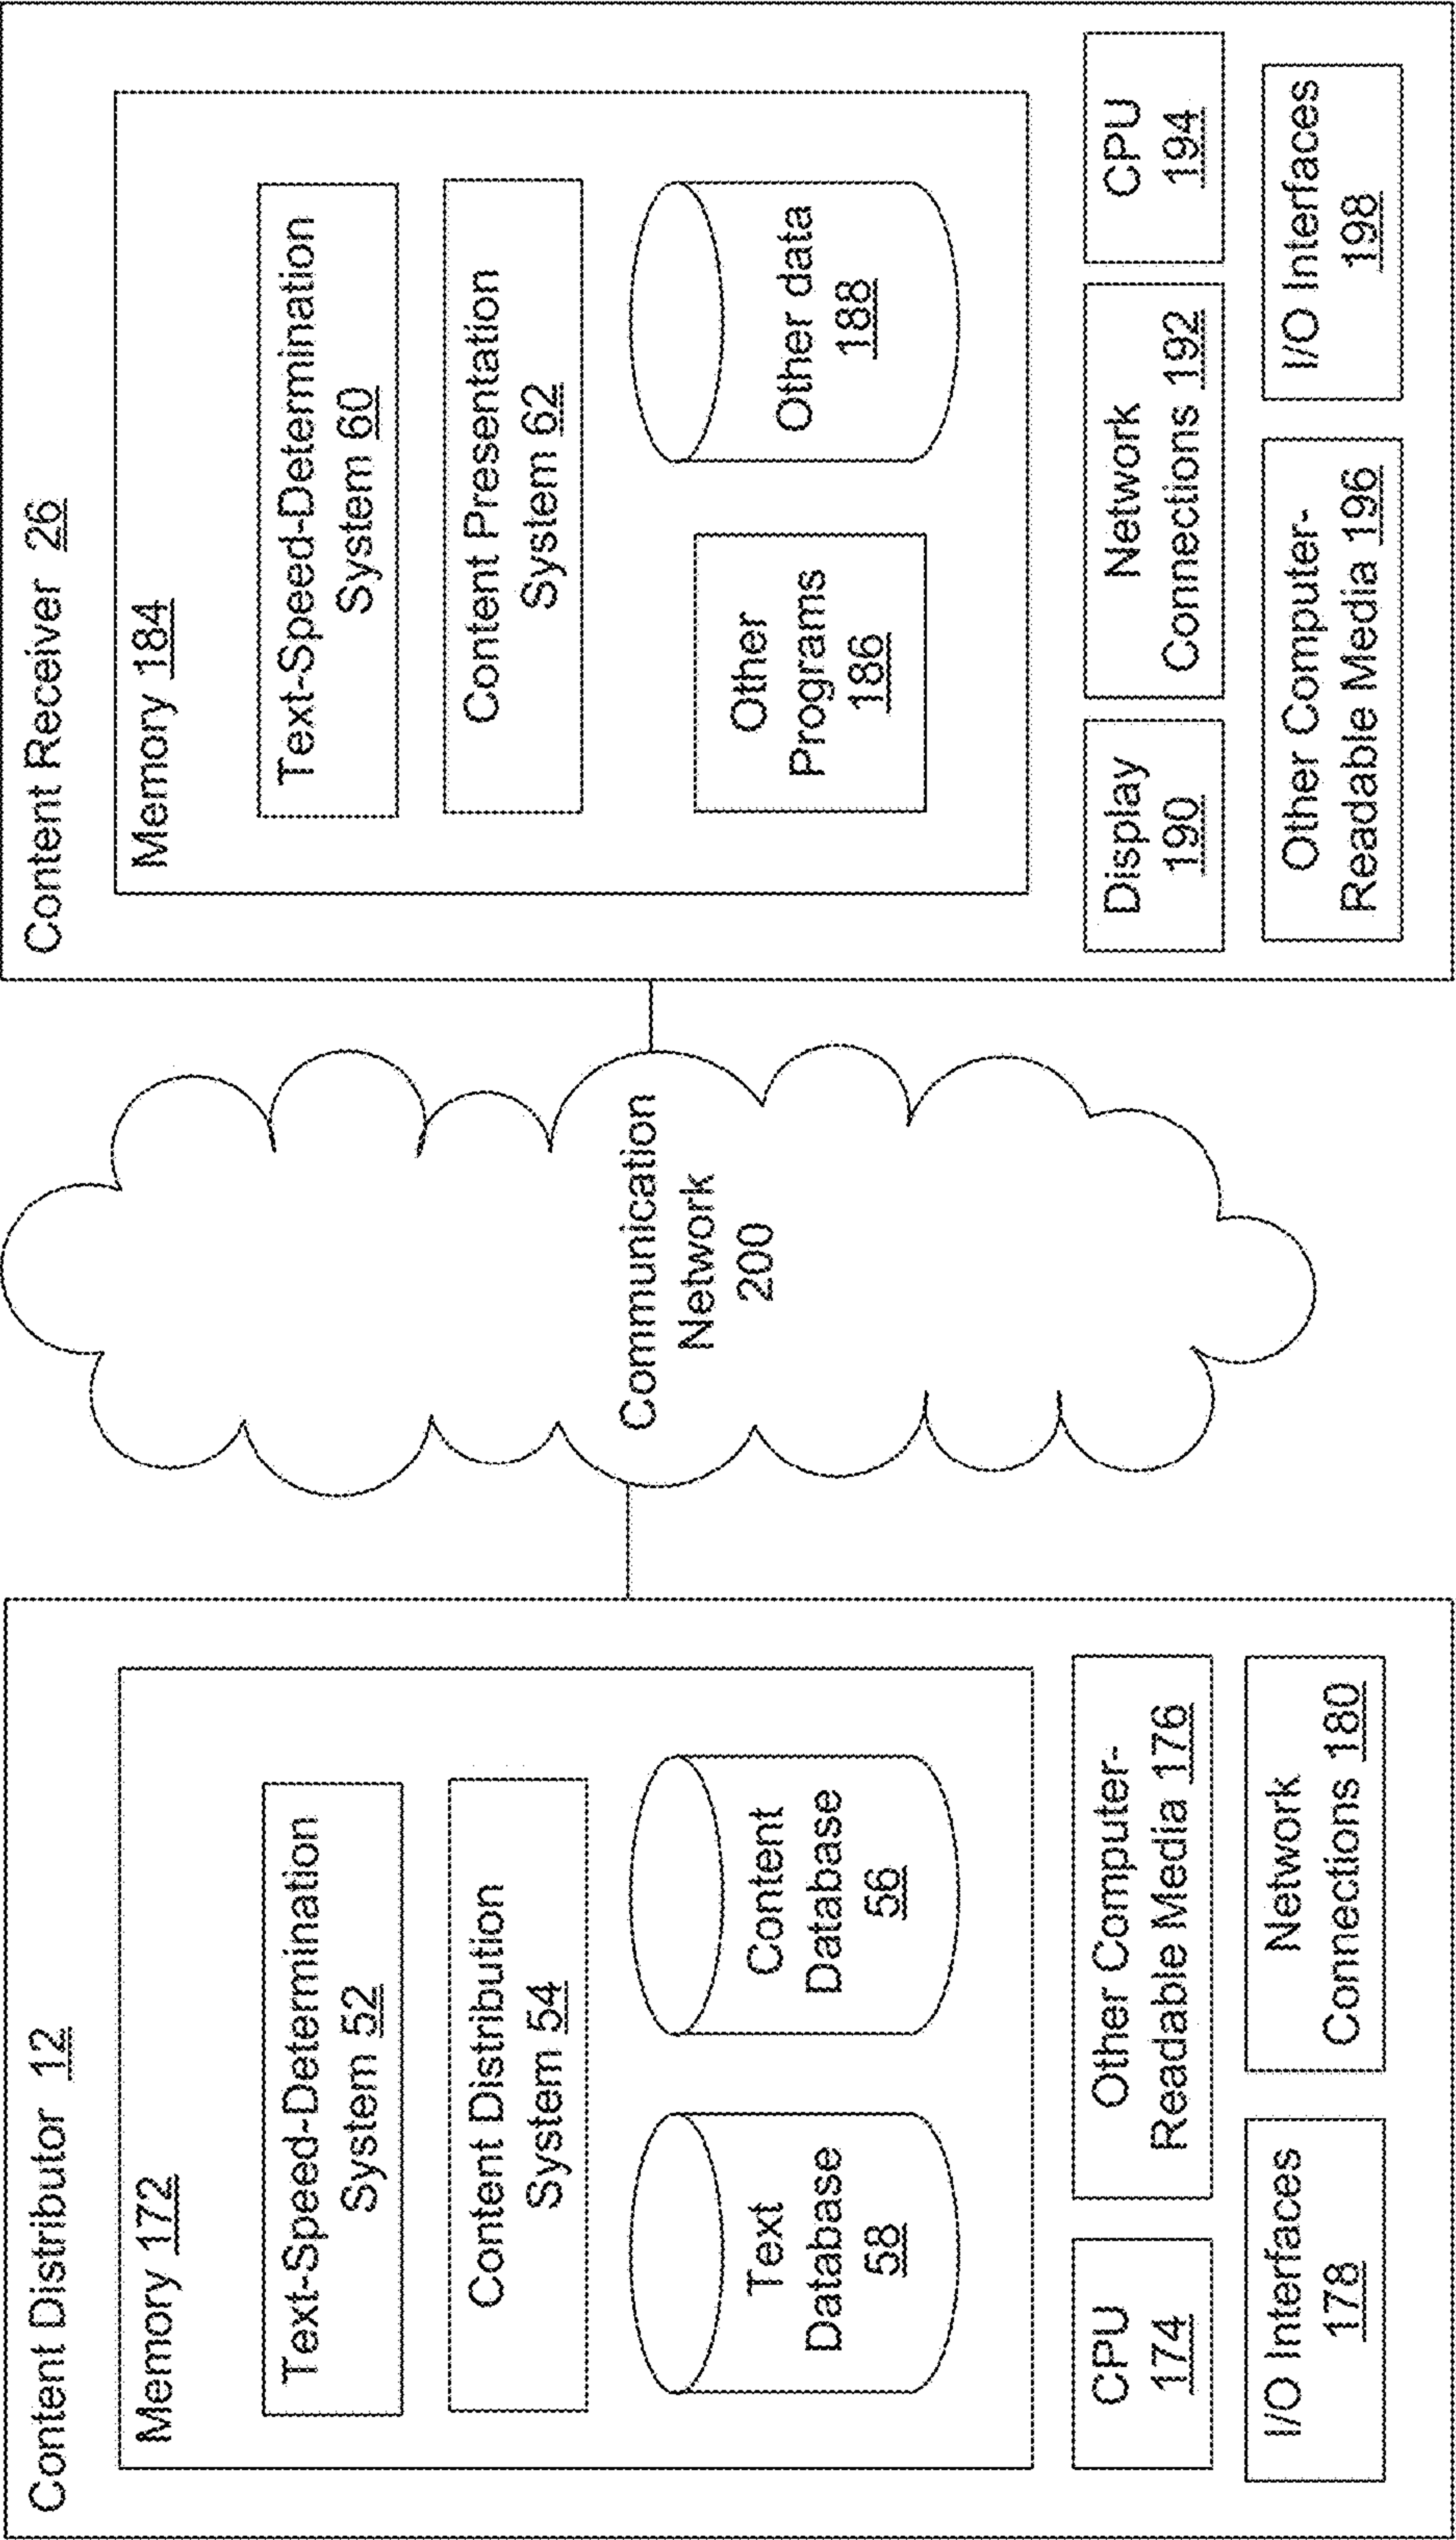 Content Distributor 12
Memory 172
Text-Speed-Determination
System 52
Content Distribution
System 54
Text
Database
58
Content
Database
56
CPU
174
Other Computer-
Readable Media 176
I/O Interfaces
178
Network
Connections 180
Communication
Network
200
Content Receiver 26
Memory 184
Text-Speed-Determination
System 60
Content Presentation
System 62
Other
Programs
186
Other data
188
Display
190
Network
Connections 192
CPU
194
Other Computer-
Readable Media 196
I/O Interfaces
198